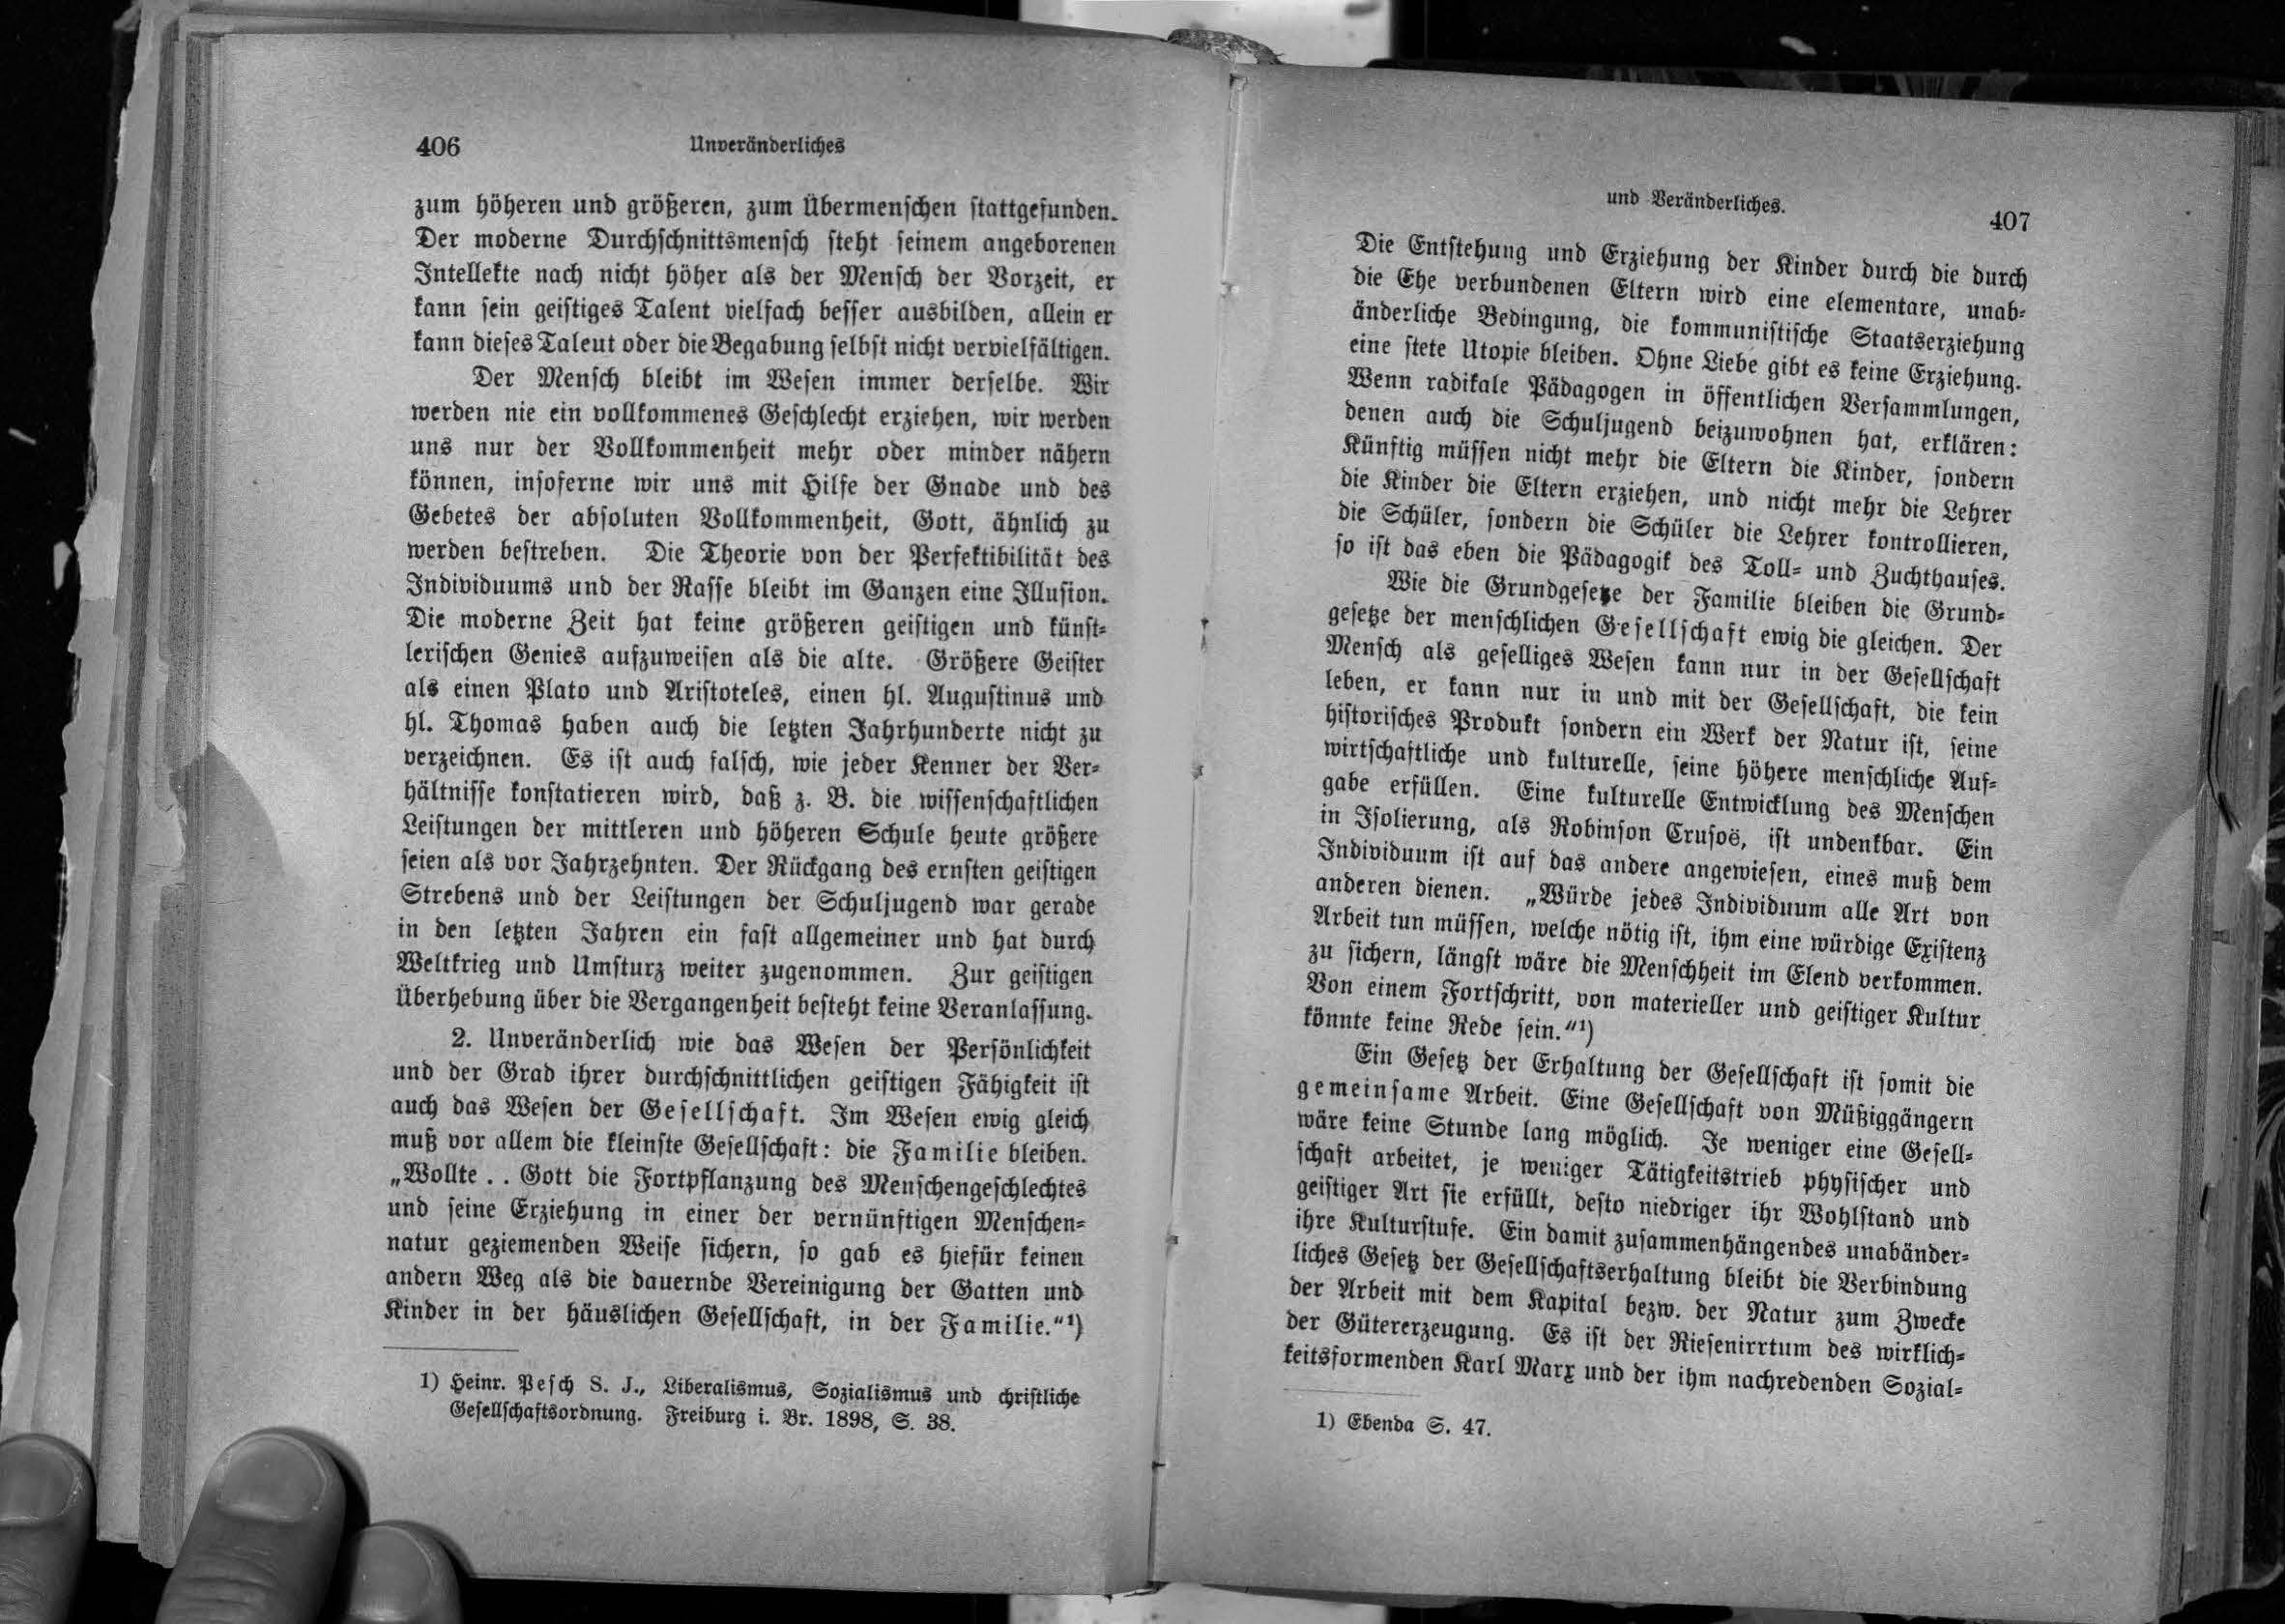 406
Unveränderliches
zum höheren und größeren, zum Übermenschen stattgefunden.
Der moderne Durchschnittsmensch steht seinem angeborenen
Intellekte nach nicht höher als der Mensch der Vorzeit, er
kann sein geistiges Talent vielfach besser ausbilden, allein er
kann dieses Taleut oder die Begabung selbst nicht vervielfältigen.
Der Mensch bleibt im Wesen immer derselbe. Wir
werden nie ein vollkommenes Geschlecht erziehen, wir werden
uns nur der Vollkommenheit mehr oder minder nähern
können, insoferne wir uns mit Hilfe der Gnade und des
Gebetes der absoluten Vollkommenheit, Gott, ähnlich zu
werden bestreben. Die Theorie von der Perfektibilität des
Individuums und der Rasse bleibt im Ganzen eine Illusion.
Die moderne Zeit hat keine größeren geistigen und künst-
lerischen Genies aufzuweisen als die alte. Größere Geister
als einen Plato und Aristoteles, einen hl. Augustinus und
hl. Thomas haben auch die letzten Jahrhunderte nicht zu
verzeichnen. Es ist auch falsch, wie jeder Kenner der Ver-
hältnisse konstatieren wird, daß z. B. die wissenschaftlichen
Leistungen der mittleren und höheren Schule heute größere
seien als vor Jahrzehnten. Der Rückgang des ernsten geistigen
Strebens und der Leistungen der Schuljugend war gerade
in den letzten Jahren ein fast allgemeiner und hat durch
Weltkrieg und Umsturz weiter zugenommen. Zur geistigen
Überhebung über die Vergangenheit besteht keine Veranlassung.
2. Unveränderlich wie das Wesen der Persönlichkeit
und der Grad ihrer durchschnittlichen geistigen Fähigkeit ist
auch das Wesen der Gesellschaft. Im Wesen ewig gleich
muß vor allem die kleinste Gesellschaft: die Familie bleiben.
„Wollte . . Gott die Fortpflanzung des Menschengeschlechtes
und seine Erziehung in einer der vernünftigen Menschen-
natur geziemenden Weise sichern, so gab es hiefür keinen
andern Weg als die dauernde Vereinigung der Gatten und
Kinder in der häuslichen Gesellschaft, in der Familie.“¹)
1) Heinr. Pesch S. J., Liberalismus, Sozialismus und christliche
Gesellschaftsordnung. Freiburg i. Br. 1898, S. 38.
und Veränderliches.
407
Die Entstehung und Erziehung der Kinder durch die durch
die Ehe verbundenen Eltern wird eine elementare, unab-
änderliche Bedingung, die kommunistische Staatserziehung
eine stete Utopie bleiben. Ohne Liebe gibt es keine Erziehung.
Wenn radikale Pädagogen in öffentlichen Versammlungen,
denen auch die Schuljugend beizuwohnen hat, erklären:
Künftig müssen nicht mehr die Eltern die Kinder, sondern
die Kinder die Eltern erziehen, und nicht mehr die Lehrer
die Schüler, sondern die Schüler die Lehrer kontrollieren,
so ist das eben die Pädagogik des Toll- und Zuchthauses.
Wie die Grundgesetze der Familie bleiben die Grund-
gesetze der menschlichen Gesellschaft ewig die gleichen. Der
Mensch als geselliges Wesen kann nur in der Gesellschaft
leben, er kann nur in und mit der Gesellschaft, die kein
historisches Produkt sondern ein Werk der Natur ist, seine
wirtschaftliche und kulturelle, seine höhere menschliche Auf-
gabe erfüllen. Eine kulturelle Entwicklung des Menschen
in Isolierung, als Robinson Crusoë, ist undenkbar. Ein
Individuum ist auf das andere angewiesen, eines muß dem
anderen dienen. „Würde jedes Individuum alle Art von
Arbeit tun müssen, welche nötig ist, ihm eine würdige Existenz
zu sichern, längst wäre die Menschheit im Elend verkommen.
Von einem Fortschritt, von materieller und geistiger Kultur
könnte keine Rede sein.“¹)
Ein Gesetz der Erhaltung der Gesellschaft ist somit die
gemeinsame Arbeit. Eine Gesellschaft von Müßiggängern
wäre keine Stunde lang möglich. Je weniger eine Gesell-
schaft arbeitet, je weniger Tätigkeitstrieb physischer und
geistiger Art sie erfüllt, desto niedriger ihr Wohlstand und
ihre Kulturstufe. Ein damit zusammenhängendes unabänder-
liches Gesetz der Gesellschaftserhaltung bleibt die Verbindung
der Arbeit mit dem Kapital bezw. der Natur zum Zwecke
der Gütererzeugung. Es ist der Riesenirrtum des wirklich-
keitsformenden Karl Marx und der ihm nachredenden Sozial-
1) Ebenda S. 47.